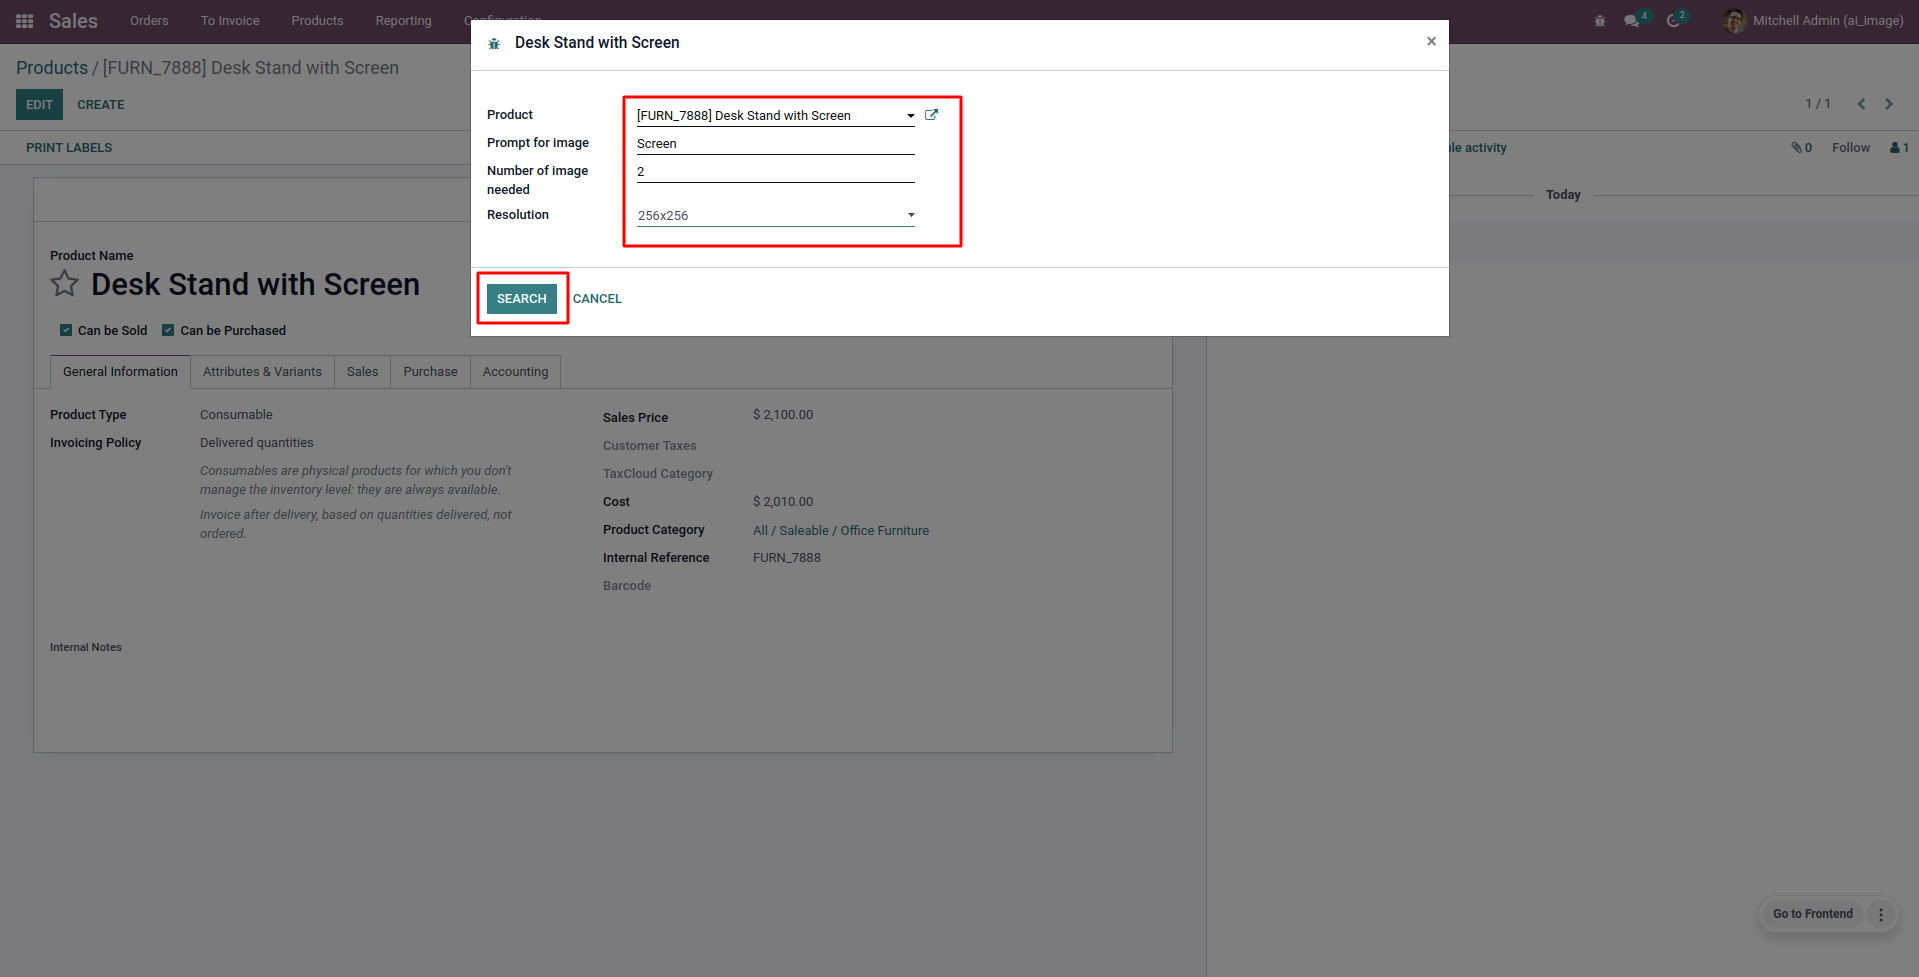 Sales Orders To Invoice Products Reporting Configuration 4 2 Mitchell Admin (ai_image)
Products / [FURN_7888] Desk Stand with Screen
EDIT CREATE 1 / 1
PRINT LABELS le activity 0 Follow 1
Today
Desk Stand with Screen ×
Product [FURN_7888] Desk Stand with Screen
Prompt for image Screen
Number of image 2
needed
Resolution 256x256
SEARCH CANCEL
Product Name
Desk Stand with Screen
Can be Sold Can be Purchased
General Information Attributes & Variants Sales Purchase Accounting
Product Type Consumable
Invoicing Policy Delivered quantities
Consumables are physical products for which you don't
manage the inventory level: they are always available.
Invoice after delivery, based on quantities delivered, not
ordered.
Sales Price $ 2,100.00
Customer Taxes
TaxCloud Category
Cost $ 2,010.00
Product Category All / Saleable / Office Furniture
Internal Reference FURN_7888
Barcode
Internal Notes
Go to Frontend